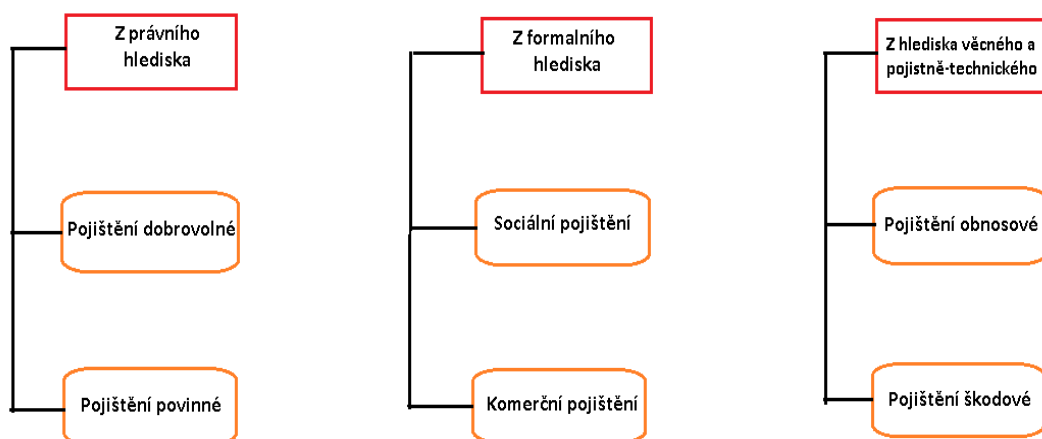 Z právního
hlediska
Pojištění dobrovolné
Pojištění povinné
Z formalního
hlediska
Sociální pojištění
Komerční pojištění
Z hlediska věcného a
pojistně-technického
Pojištění obnosové
Pojištění škodové